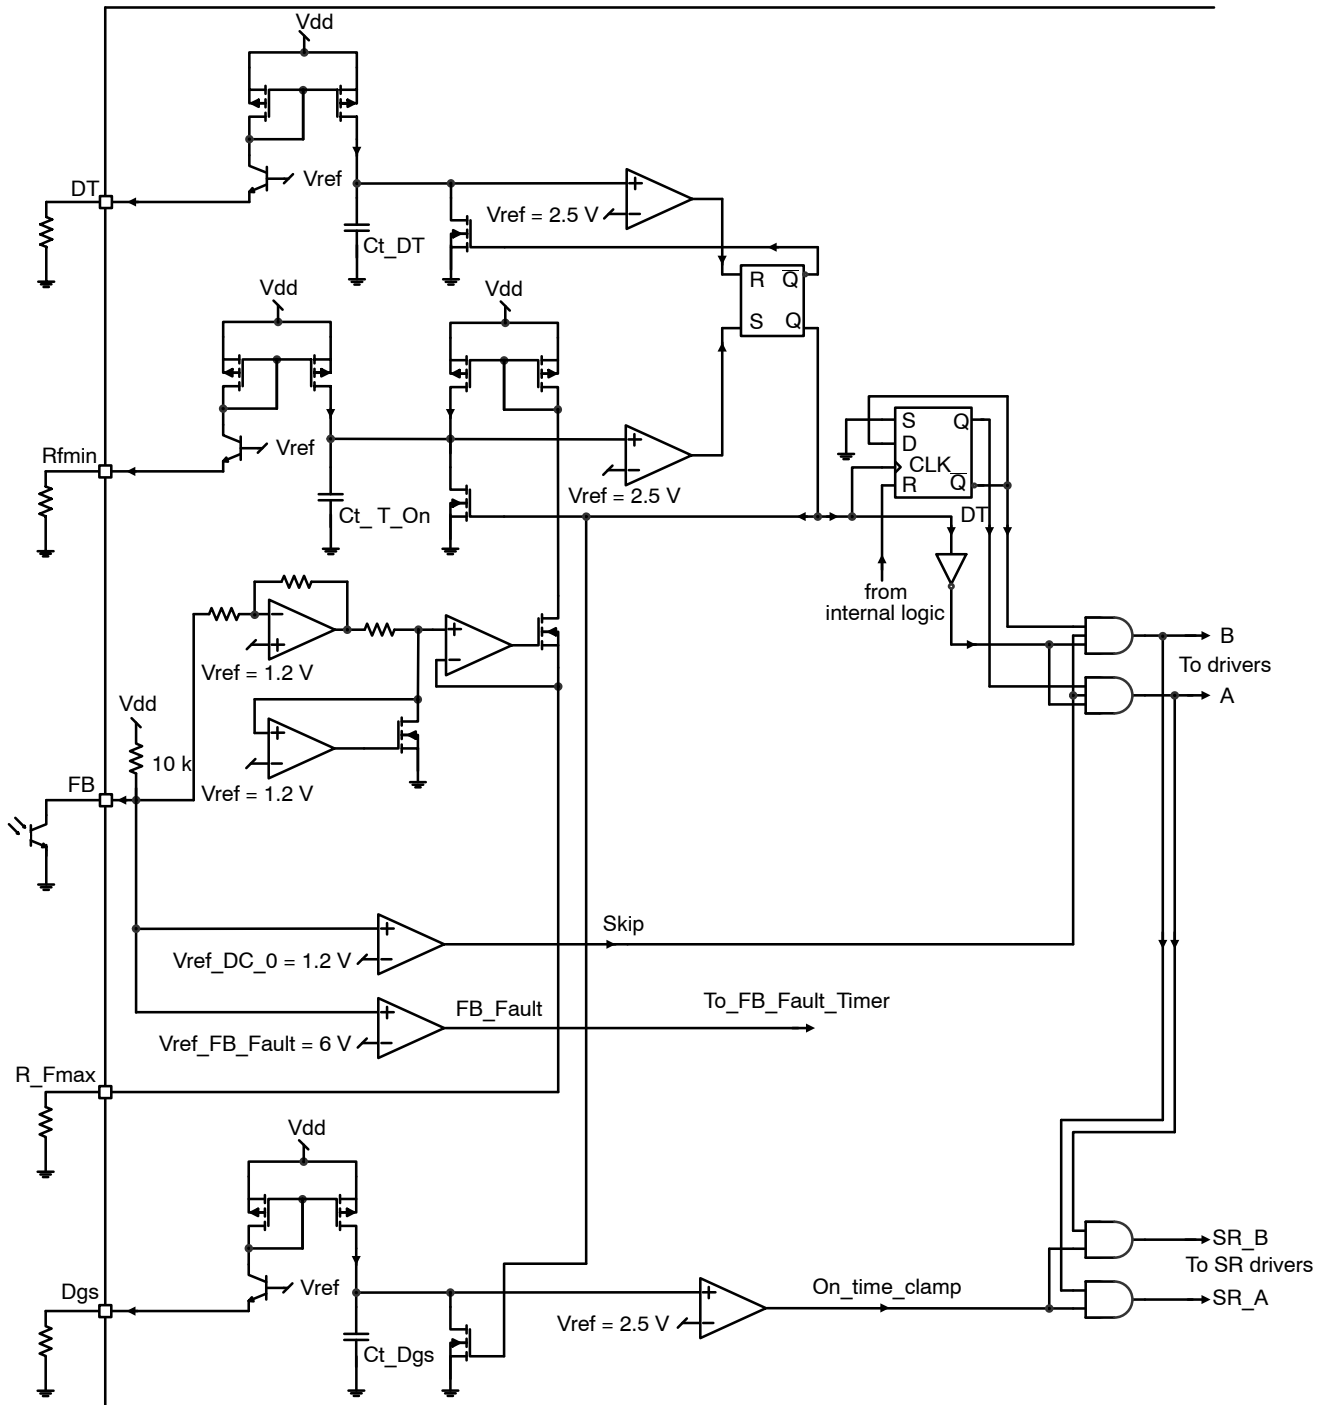 Vdd
DT
Vref
Vref = 2.5 V
+
−
Ct_DT
R Q
S Q
Vdd
Vdd
Rfmin
Vref
+
−
Vref = 2.5 V
Ct_ T_On
S Q
D
CLK
R Q
DT
from
internal logic
−
+
Vref = 1.2 V
+
−
B
To drivers
A
Vdd
10 k
+
−
Vref = 1.2 V
FB
Skip
+
−
Vref_DC_0 = 1.2 V
FB_Fault
To_FB_Fault_Timer
+
−
Vref_FB_Fault = 6 V
R_Fmax
Vdd
SR_B
To SR drivers
SR_A
Dgs
Vref
On_time_clamp
+
−
Vref = 2.5 V
Ct_Dgs